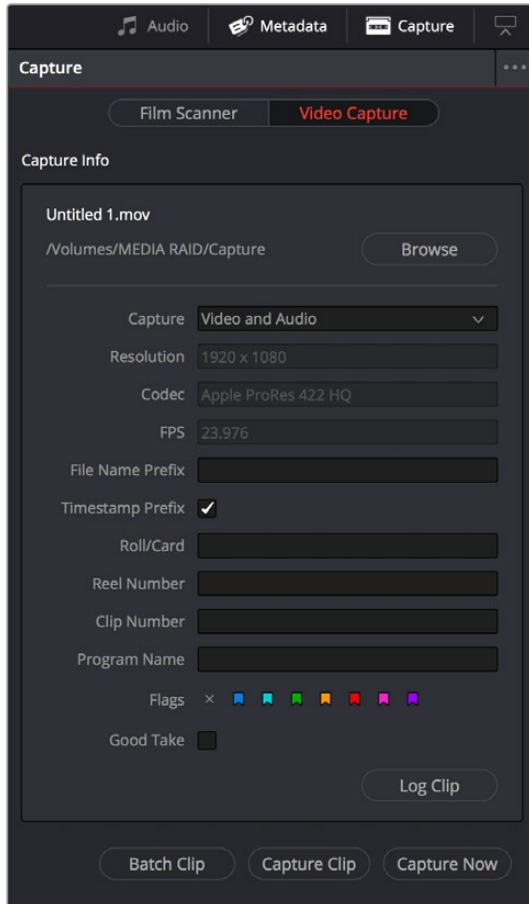 Audio Metadata Capture
Capture
Film Scanner Video Capture
Capture Info
Untitled 1.mov
/Volumes/MEDIA RAID/Capture Browse
Capture Video and Audio
Resolution 1920 x 1080
Codec Apple ProRes 422 HQ
FPS 23.976
File Name Prefix
Timestamp Prefix
Roll/Card
Reel Number
Clip Number
Program Name
Flags
Good Take
Log Clip
Batch Clip Capture Clip Capture Now